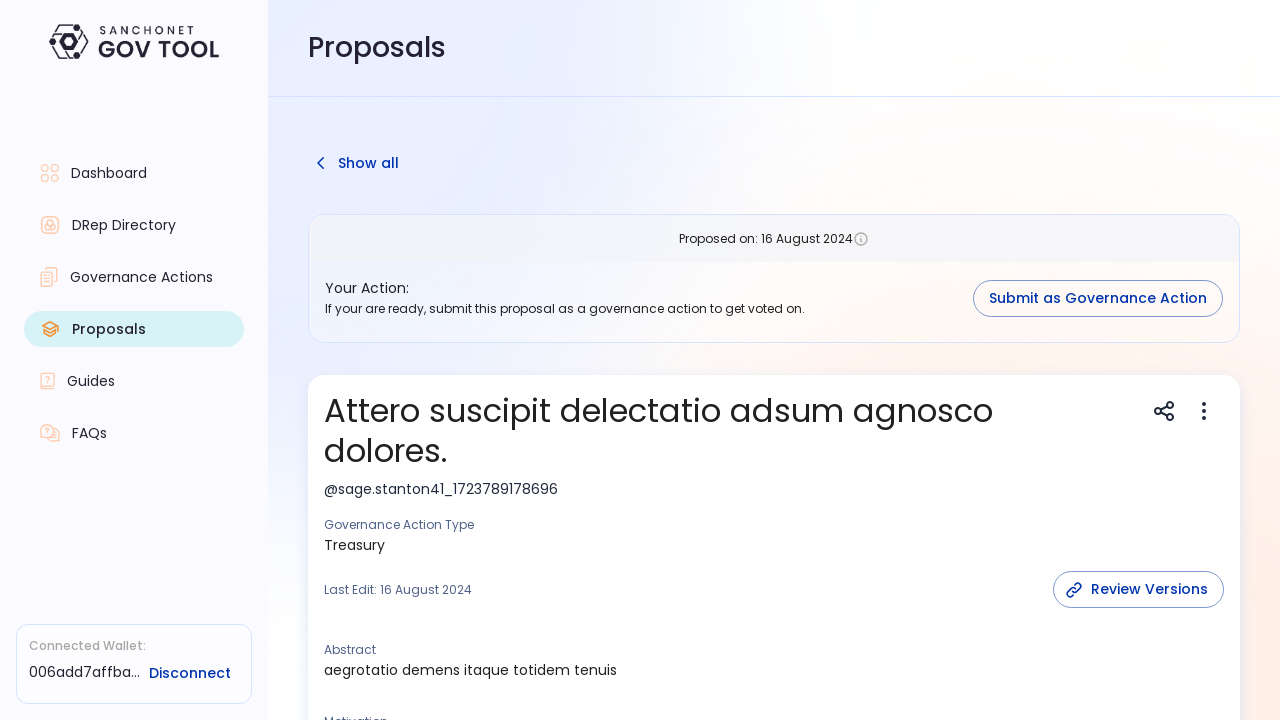 SANCHONET
GOV TOOL
Proposals
Dashboard
DRep Directory
Governance Actions
Proposals
Guides
FAQs
Connected Wallet:
006add7affba...
Disconnect
Show all
Proposed on: 16 August 2024
Your Action:
If your are ready, submit this proposal as a governance action to get voted on.
Submit as Governance Action
Attero suscipit delectatio adsum agnosco
dolores.
@sage.stanton41_1723789178696
Governance Action Type
Treasury
Last Edit: 16 August 2024
Review Versions
Abstract
aegrotatio demens itaque totidem tenuis
Motivation